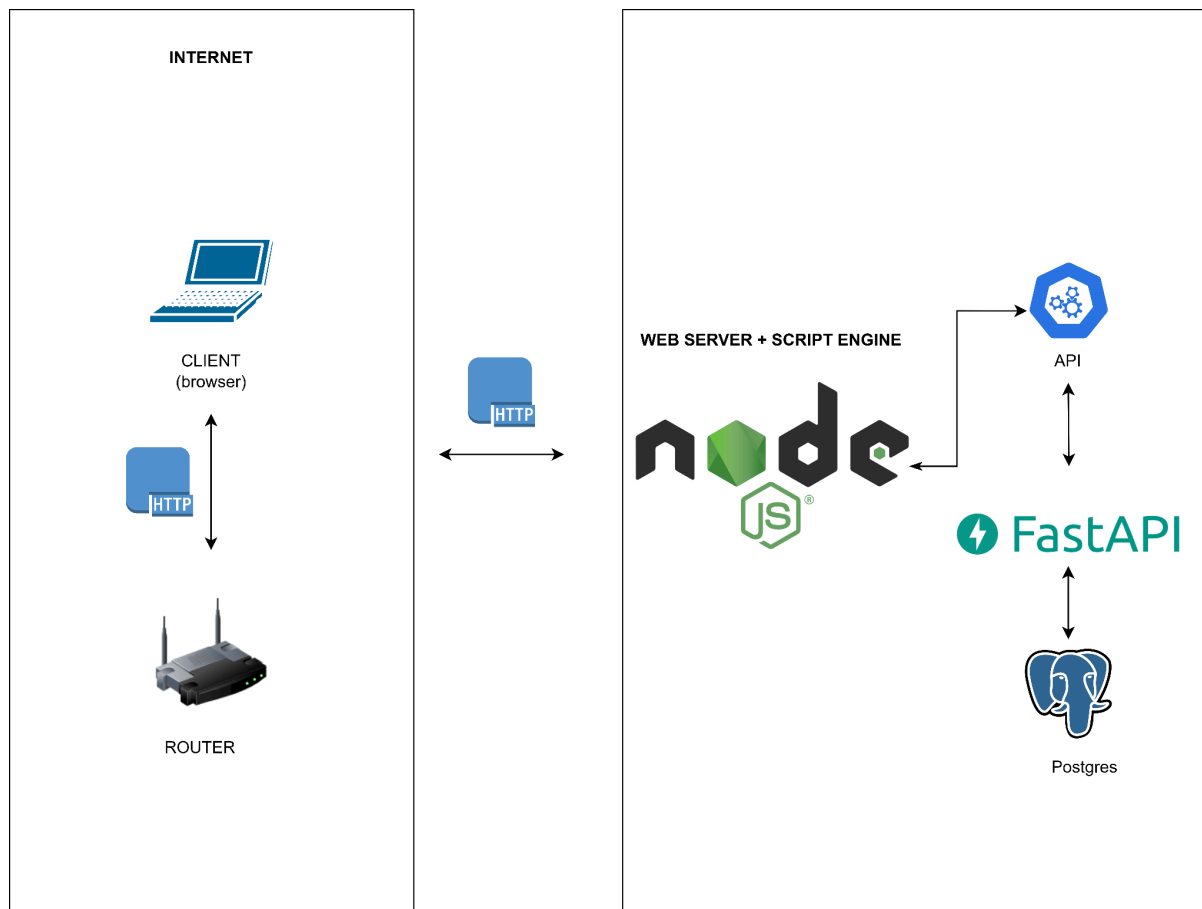 INTERNET
CLIENT
(browser)
HTTP
ROUTER
HTTP
WEB SERVER + SCRIPT ENGINE
node
JS®
API
FastAPI
Postgres